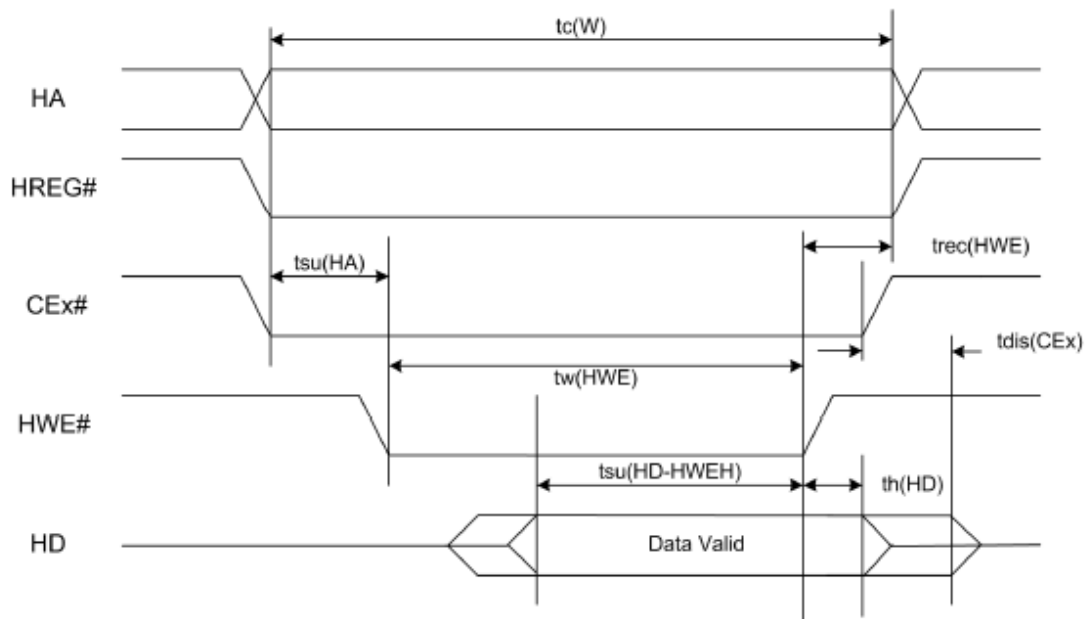 tc(W)
HA
HREG#
trec(HWE)
tsu(HA)
CEx#
tdis(CEx)
tw(HWE)
HWE#
tsu(HD-HWEH)
th(HD)
HD
Data Valid